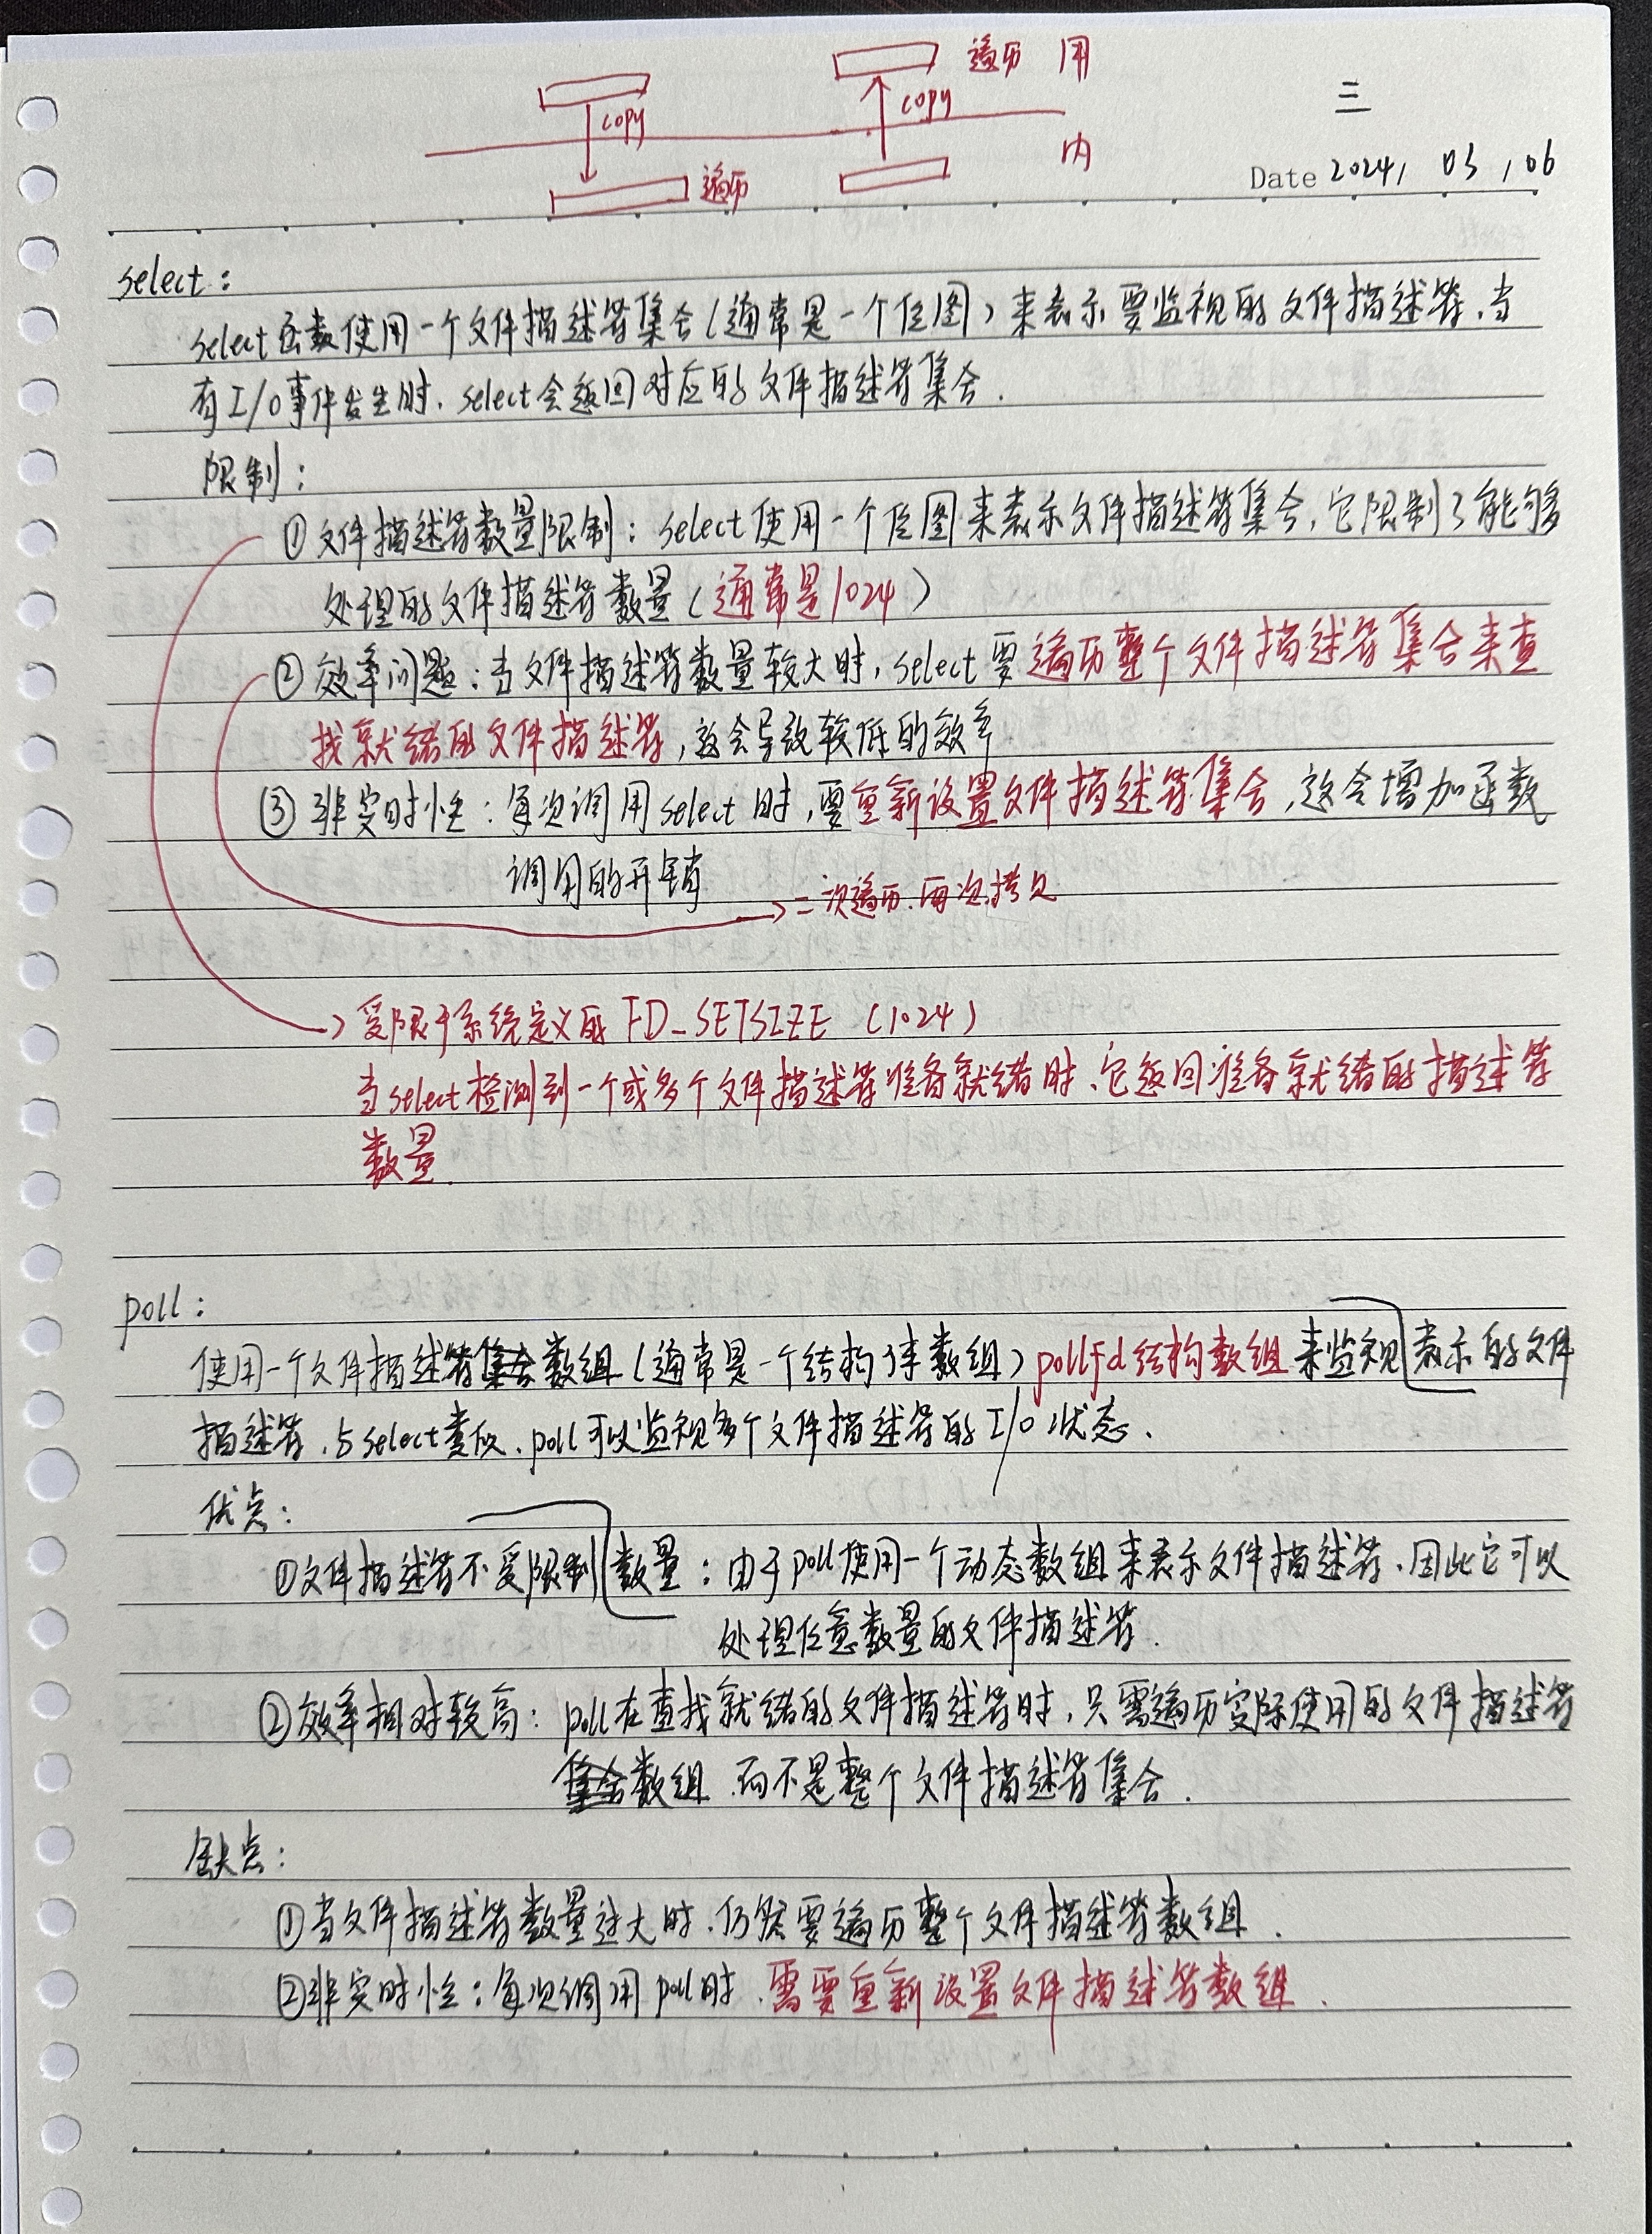 遍历 用
copy copy
内
遍历
三
Date 2024, 03, 06
select:
select函数使用一个文件描述符集合(通常是一个位图)来表示要监视的文件描述符.当
有I/O事件发生时.select会返回对应的文件描述符集合.
限制:
①文件描述符数量限制:select使用一个位图来表示文件描述符集合,它限制了能够
处理的文件描述符数量(通常是1024)
②效率问题:当文件描述符数量较大时,select要遍历整个文件描述符集合来查
找就绪的文件描述符,这会导致较低的效率
③非实时性:每次调用select时,要重新设置文件描述符集合,这会增加函数
调用的开销
→二次遍历.两次拷贝
→受限于系统定义的FD_SETSIZE(1024)
当select检测到一个或多个文件描述符准备就绪时.它返回准备就绪的描述符
数量.
poll:
使用一个文件描述符集合数组(通常是一个结构体数组)pollfd结构数组来监视表示的文件
描述符.与select类似.poll可以监视多个文件描述符的I/O状态.
优点:
①文件描述符不受限制数量:由于poll使用一个动态数组来表示文件描述符.因此它可以
处理任意数量的文件描述符.
②效率相对较高:poll在查找就绪的文件描述符时,只需遍历实际使用的文件描述符
集合数组.而不是整个文件描述符集合.
缺点:
①当文件描述符数量过大时.仍然要遍历整个文件描述符数组.
②非实时性:每次调用poll时.需要重新设置文件描述符数组.